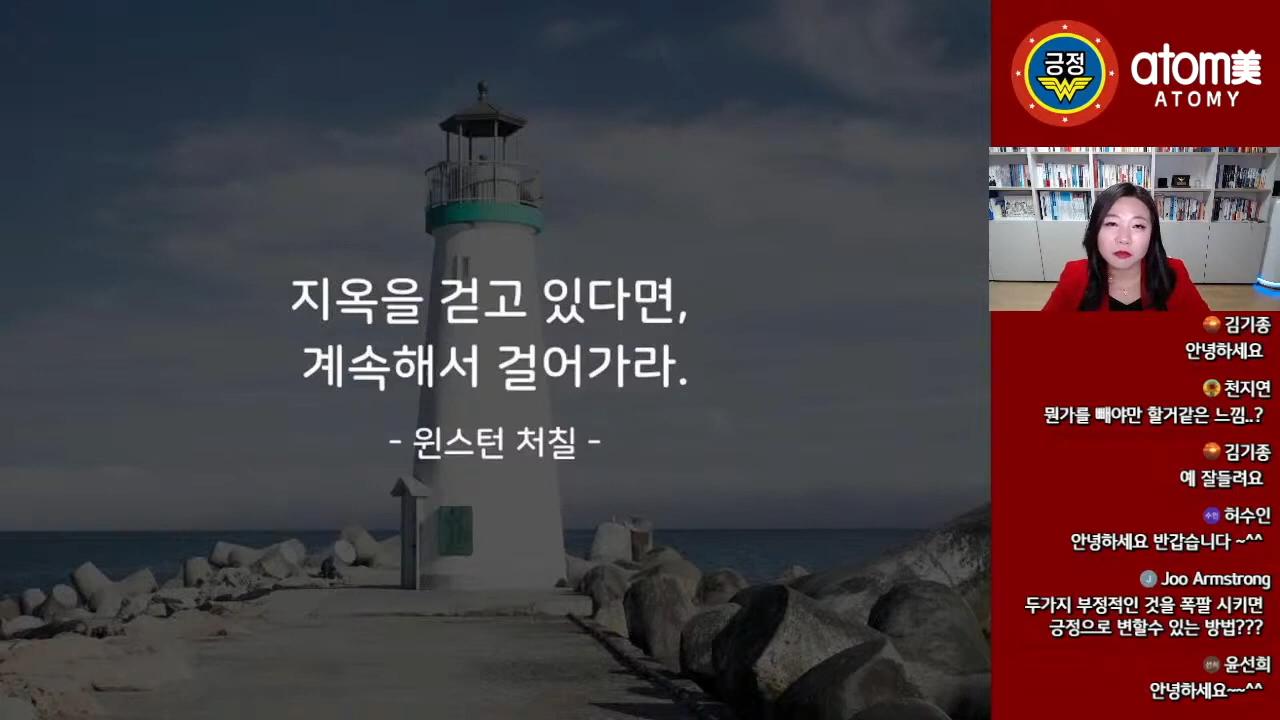 지옥을 걷고 있다면,
계속해서 걸어가라.
- 윈스턴 처칠 -
긍정
atom美
ATOMY
김기종
안녕하세요
천지연
뭔가를 빼야만 할거같은 느낌..?
김기종
예 잘들려요
수인 허수인
안녕하세요 반갑습니다 ~^^
J Joo Armstrong
두가지 부정적인 것을 폭팔 시키면
긍정으로 변할수 있는 방법???
선희 윤선희
안녕하세요~~^^